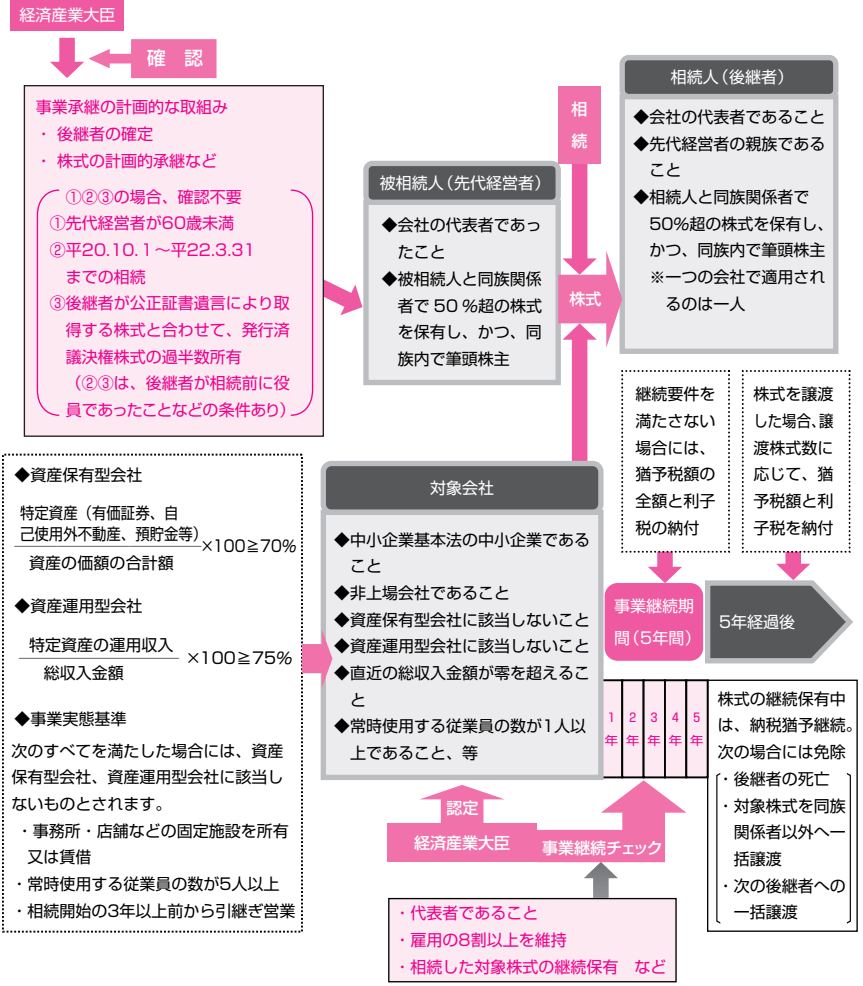 経済産業大臣
確 認
事業承継の計画的な取組み
・ 後継者の確定
・ 株式の計画的承継など
①②③の場合、確認不要
①先代経営者が60歳未満
②平20.10.1～平22.3.31
までの相続
③後継者が公正証書遺言により取
得する株式と合わせて、発行済
議決権株式の過半数所有
（②③は、後継者が相続前に役
員であったことなどの条件あり）
被相続人（先代経営者）
◆会社の代表者であっ
たこと
◆被相続人と同族関係
者で 50 %超の株式
を保有し、かつ、同
族内で筆頭株主
相
続
株式
相続人（後継者）
◆会社の代表者であること
◆先代経営者の親族である
こと
◆相続人と同族関係者で
50%超の株式を保有し、
かつ、同族内で筆頭株主
※一つの会社で適用され
るのは一人
継続要件を
満たさない
場合には、
猶予税額の
全額と利子
税の納付
株式を譲渡
した場合、譲
渡株式数に
応じて、猶
予税額と利
子税を納付
◆資産保有型会社
特定資産（有価証券、自
己使用外不動産、預貯金等）
×100≧70%
資産の価額の合計額
◆資産運用型会社
特定資産の運用収入
×100≧75%
総収入金額
◆事業実態基準
次のすべてを満たした場合には、資産
保有型会社、資産運用型会社に該当し
ないものとされます。
・事務所・店舗などの固定施設を所有
又は賃借
・常時使用する従業員の数が5人以上
・相続開始の3年以上前から引継ぎ営業
対象会社
◆中小企業基本法の中小企業である
こと
◆非上場会社であること
◆資産保有型会社に該当しないこと
◆資産運用型会社に該当しないこと
◆直近の総収入金額が零を超えるこ
と
◆常時使用する従業員の数が1人以
上であること、等
認定
経済産業大臣
事業継続期
間（5年間）
5年経過後
1 2 3 4 5
年 年 年 年 年
株式の継続保有中
は、納税猶予継続。
次の場合には免除
・後継者の死亡
・対象株式を同族
関係者以外へ一
括譲渡
・次の後継者への
一括譲渡
事業継続チェック
・代表者であること
・雇用の8割以上を維持
・相続した対象株式の継続保有　など